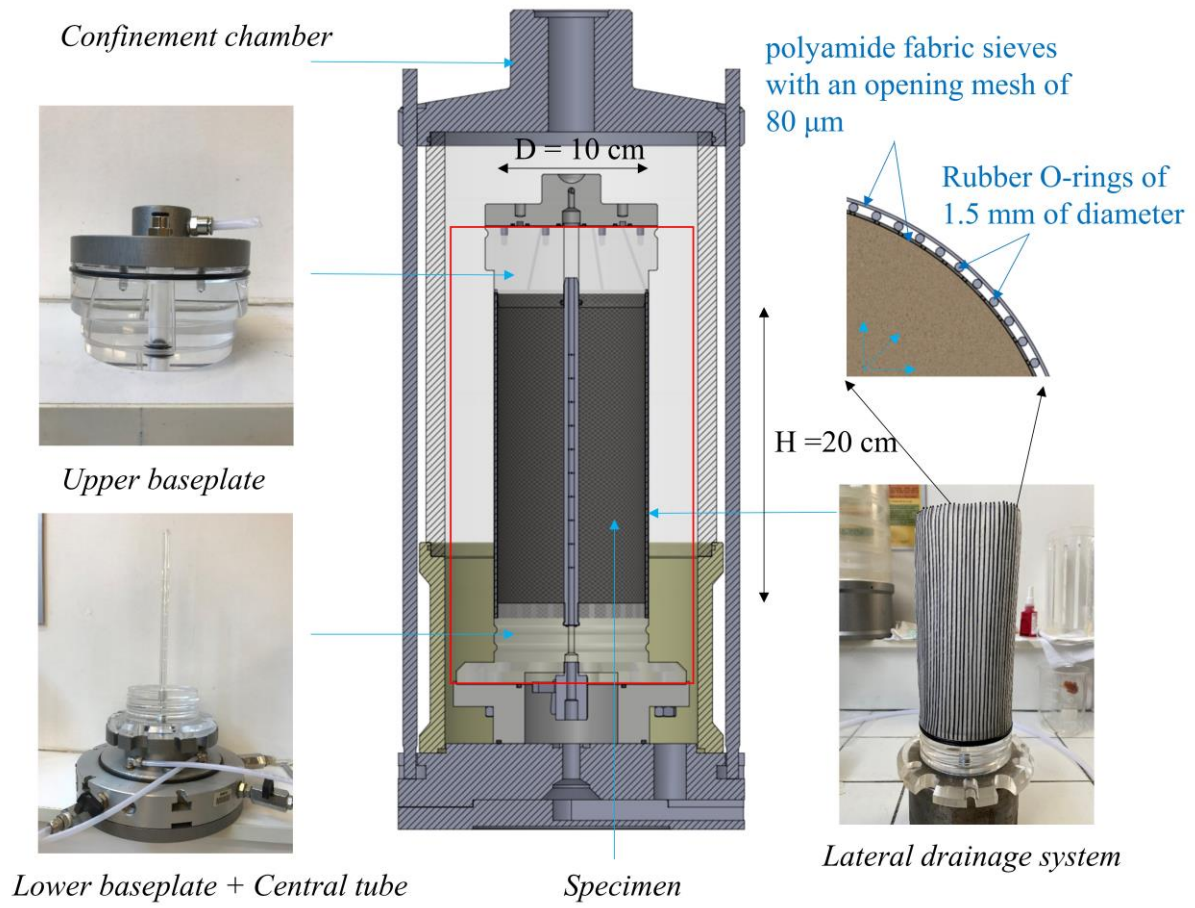 Confinement chamber
polyamide fabric sieves
with an opening mesh of
80 μm
D = 10 cm
Rubber O-rings of
1.5 mm of diameter
H =20 cm
Upper baseplate
Lateral drainage system
Lower baseplate + Central tube
Specimen